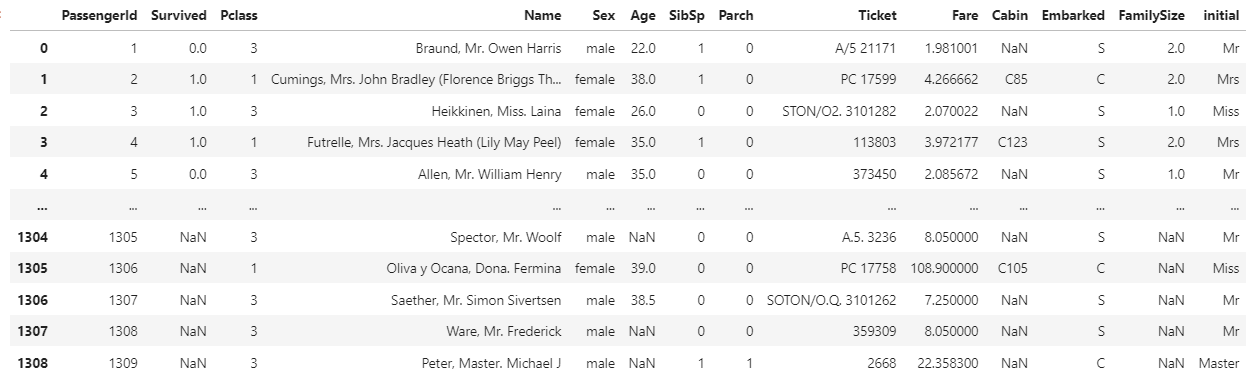 PassengerId Survived Pclass Name Sex Age SibSp Parch Ticket Fare Cabin Embarked FamilySize initial
0 1 0.0 3 Braund, Mr. Owen Harris male 22.0 1 0 A/5 21171 1.981001 NaN S 2.0 Mr
1 2 1.0 1 Cumings, Mrs. John Bradley (Florence Briggs Th... female 38.0 1 0 PC 17599 4.266662 C85 C 2.0 Mrs
2 3 1.0 3 Heikkinen, Miss. Laina female 26.0 0 0 STON/O2. 3101282 2.070022 NaN S 1.0 Miss
3 4 1.0 1 Futrelle, Mrs. Jacques Heath (Lily May Peel) female 35.0 1 0 113803 3.972177 C123 S 2.0 Mrs
4 5 0.0 3 Allen, Mr. William Henry male 35.0 0 0 373450 2.085672 NaN S 1.0 Mr
... ... ... ... ... ... ... ... ... ... ... ... ... ... ...
1304 1305 NaN 3 Spector, Mr. Woolf male NaN 0 0 A.5. 3236 8.050000 NaN S NaN Mr
1305 1306 NaN 1 Oliva y Ocana, Dona. Fermina female 39.0 0 0 PC 17758 108.900000 C105 C NaN Miss
1306 1307 NaN 3 Saether, Mr. Simon Sivertsen male 38.5 0 0 SOTON/O.Q. 3101262 7.250000 NaN S NaN Mr
1307 1308 NaN 3 Ware, Mr. Frederick male NaN 0 0 359309 8.050000 NaN S NaN Mr
1308 1309 NaN 3 Peter, Master. Michael J male NaN 1 1 2668 22.358300 NaN C NaN Master